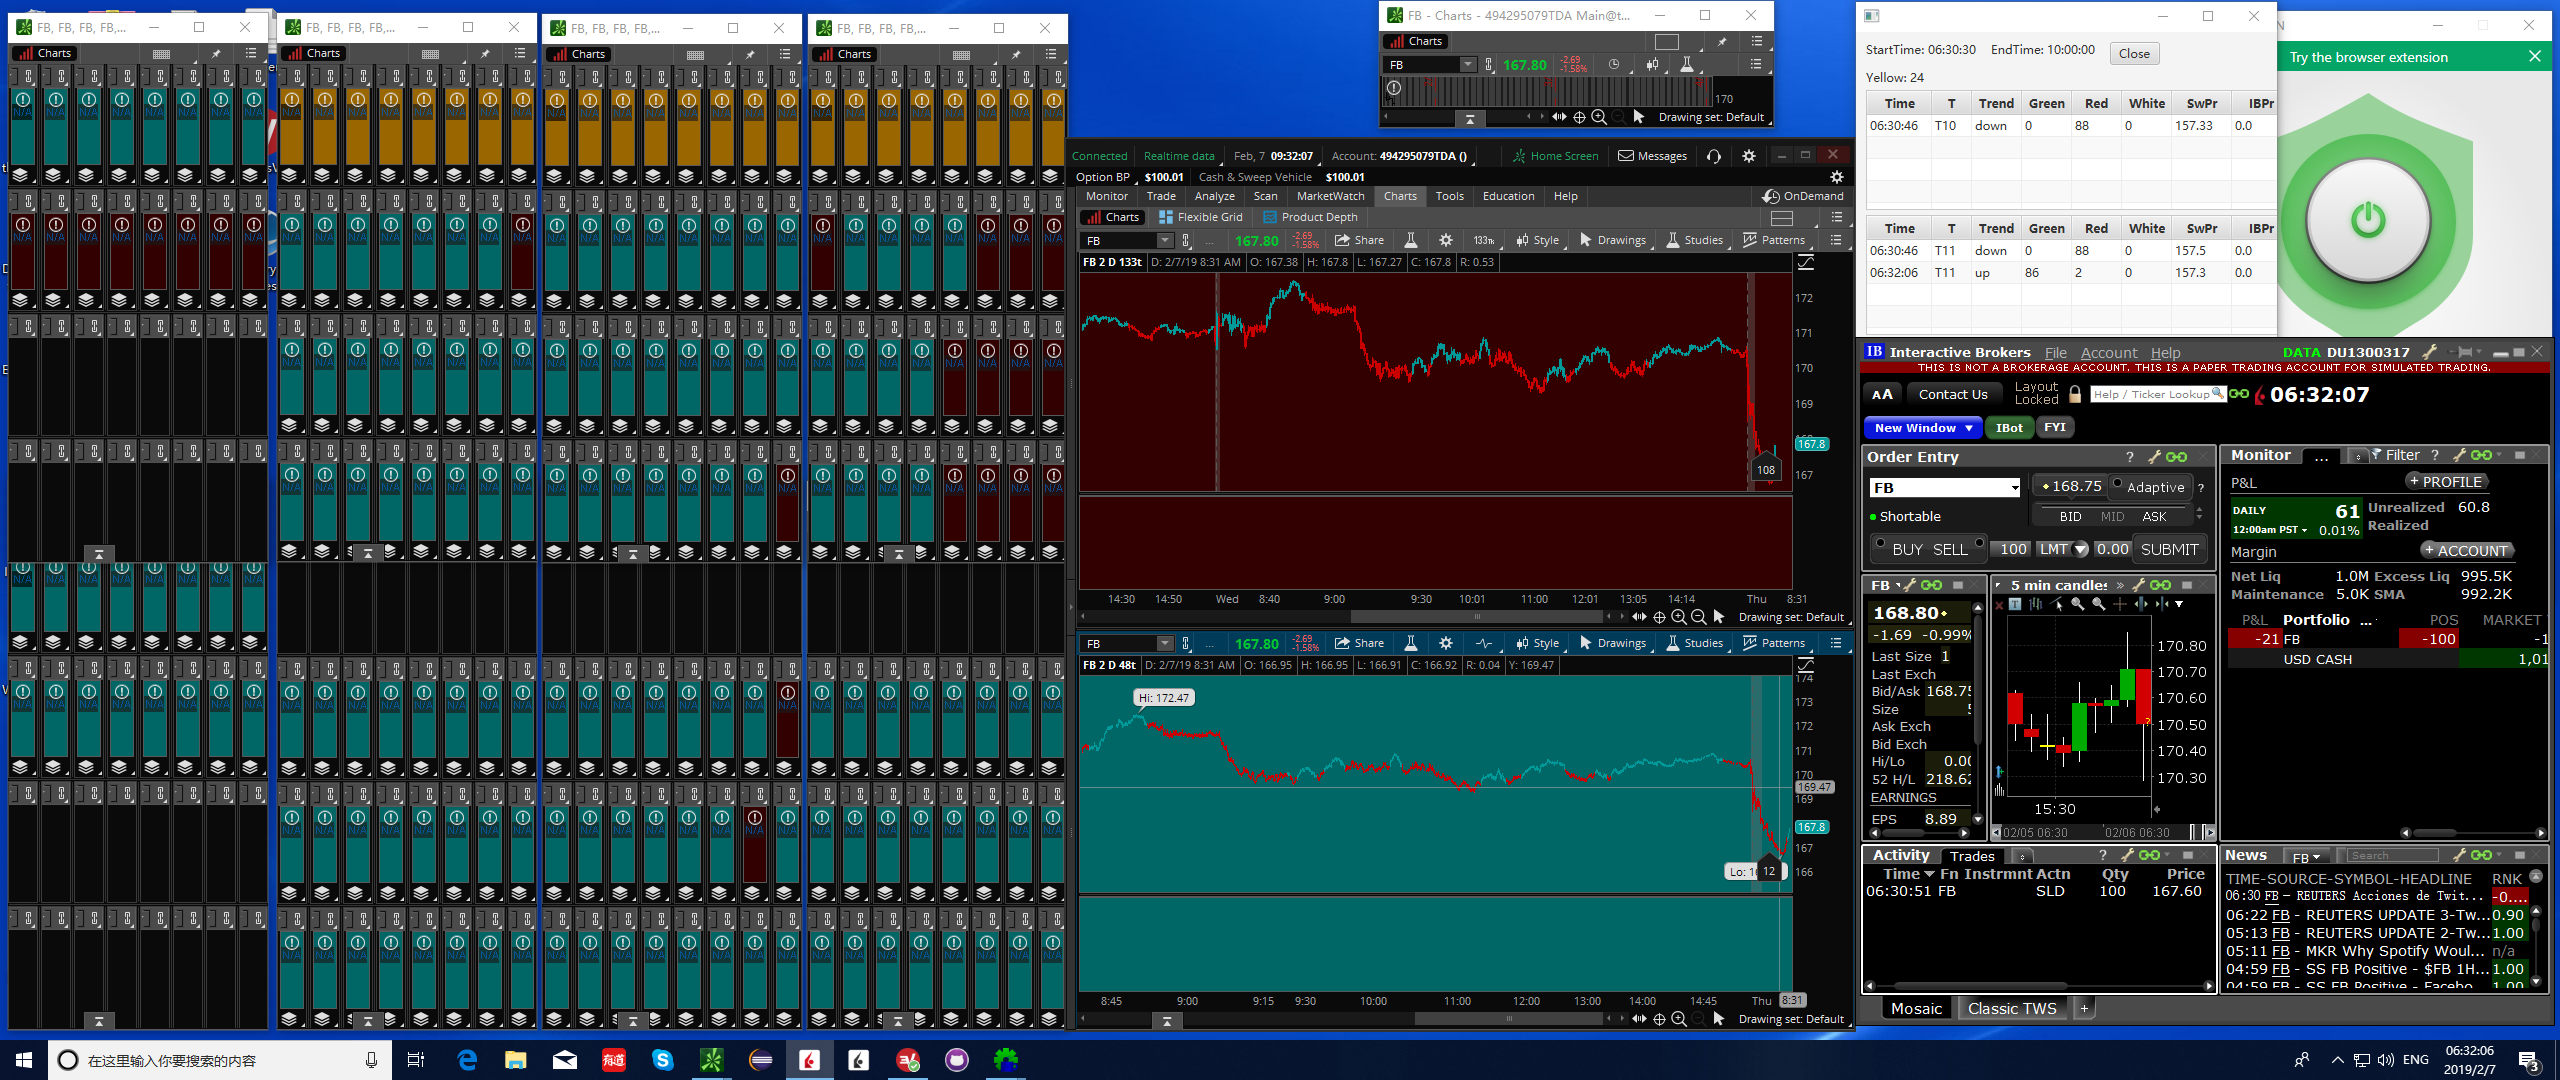 FB, FB, FB, FB,...
Charts
FB, FB, FB, FB,...
Charts
FB, FB, FB, FB,...
Charts
FB, FB, FB, FB,...
Charts
FB - Charts - 494295079TDA Main@t...
Charts
FB 167.80 -2.69 -1.58%
170
Drawing set: Default
Connected Realtime data Feb, 7 09:32:07 Account: 494295079TDA () Home Screen Messages
Option BP $100.01 Cash & Sweep Vehicle $100.01
Monitor Trade Analyze Scan MarketWatch Charts Tools Education Help OnDemand
Charts Flexible Grid Product Depth
FB 167.80 -2.69 -1.58% Share 133tk Style Drawings Studies Patterns
FB 2 D 133t D: 2/7/19 8:31 AM O: 167.38 H: 167.8 L: 167.27 C: 167.8 R: 0.53
172
171
170
169
167.8
108
167
14:30 14:50 Wed 8:40 9:00 9:30 10:01 11:00 12:01 13:05 14:14 Thu 8:31
Drawing set: Default
FB 167.80 -2.69 -1.58% Share Style Drawings Studies Patterns
FB 2 D 48t D: 2/7/19 8:31 AM O: 166.95 H: 166.95 L: 166.91 C: 166.92 R: 0.04 Y: 169.47
174
Hi: 172.47
173
172
171
170
169.47
169
167.8
167
12
166
8:45 9:00 9:15 9:30 10:00 11:00 12:00 13:00 14:00 14:45 Thu 8:31
Drawing set: Default
StartTime: 06:30:30 EndTime: 10:00:00 Close
Yellow: 24
Time T Trend Green Red White SwPr IBPr
06:30:46 T10 down 0 88 0 157.33 0.0
Time T Trend Green Red White SwPr IBPr
06:30:46 T11 down 0 88 0 157.5 0.0
06:32:06 T11 up 86 2 0 157.3 0.0
Try the browser extension
IB Interactive Brokers File Account Help DATA DU1300317
THIS IS NOT A BROKERAGE ACCOUNT. THIS IS A PAPER TRADING ACCOUNT FOR SIMULATED TRADING.
AA Contact Us Layout Locked Help / Ticker Lookup 06:32:07
New Window IBot FYI
Order Entry ?
FB 168.75 Adaptive ?
Shortable BID MID ASK
BUY SELL 100 LMT 0.00 SUBMIT
Monitor ... Filter ?
P&L + PROFILE
DAILY 61 Unrealized 60.8
12:00am PST 0.01% Realized
Margin + ACCOUNT
Net Liq 1.0M Excess Liq 995.5K
Maintenance 5.0K SMA 992.2K
P&L Portfolio ... POS MARKET
-21 FB -100 -1
USD CASH 1,01
FB
168.80
-1.69 -0.99%
Last Size 1
Last Exch
Bid/Ask 168.75
Size
Ask Exch
Bid Exch
Hi/Lo 0.00
52 H/L 218.62
EARNINGS
EPS 8.89
5 min candles
170.80
170.70
170.60
170.50
170.40
170.30
15:30
02/05 06:30 02/06 06:30
Activity Trades ?
Time Fn Instrmnt Actn Qty Price
06:30:51 FB SLD 100 167.60
News FB Search
TIME-SOURCE-SYMBOL-HEADLINE RNK
06:30 FB - REUTERS Acciones de Twit... -0....
06:22 FB - REUTERS UPDATE 3-Tw... 0.90
05:13 FB - REUTERS UPDATE 2-Tw... 1.00
05:11 FB - MKR Why Spotify Woul... n/a
04:59 FB - SS FB Positive - $FB 1H... 1.00
04:59 FB - SS FB Positive - Facebo... 1.00
Mosaic Classic TWS +
在这里输入你要搜索的内容
有道
ENG
06:32:06
2019/2/7
3